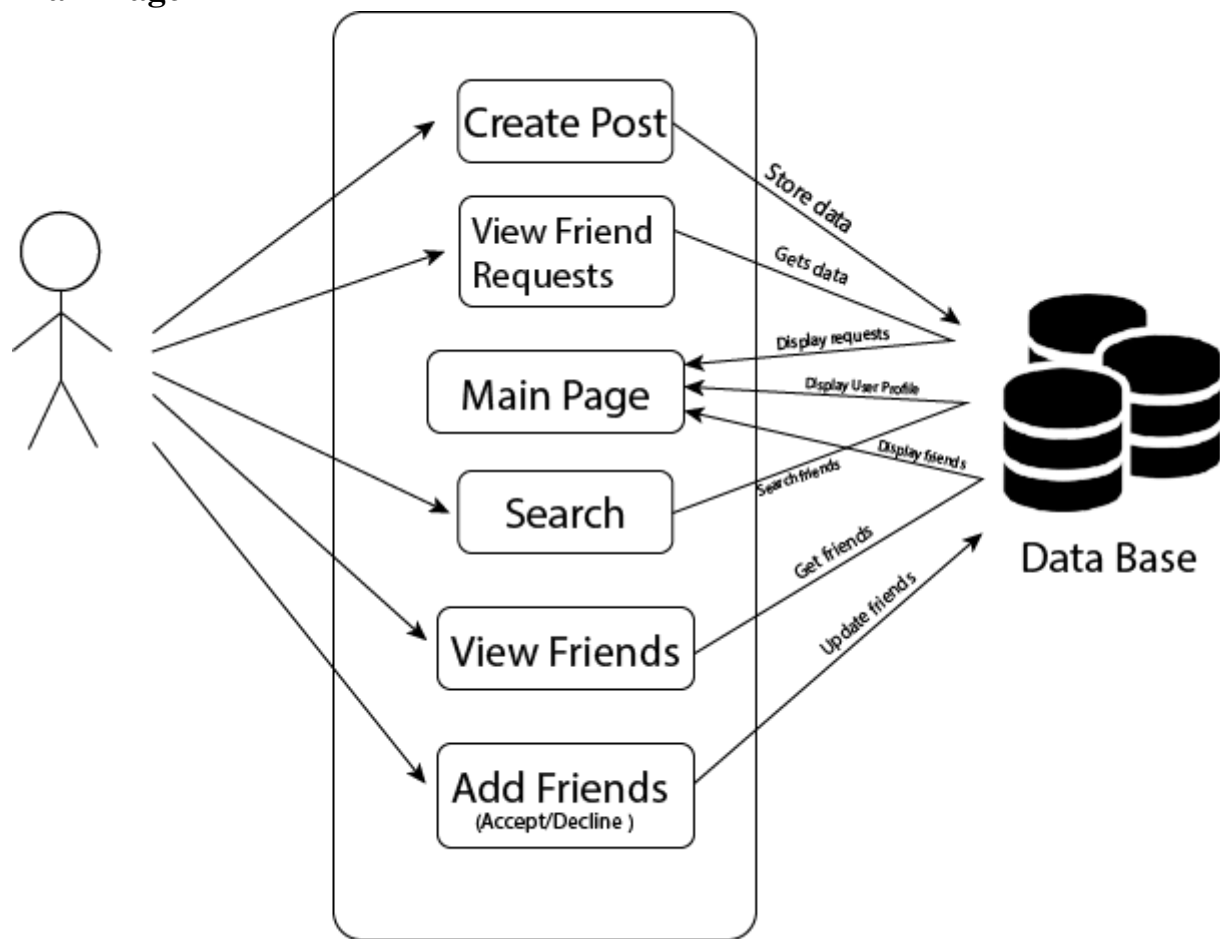 Create Post
Store data
View Friend
Requests
Gets data
Display requests
Main Page
Display User Profile
Display friends
Search friends
Search
Get friends
Data Base
View Friends
Update friends
Add Friends
(Accept/Decline )